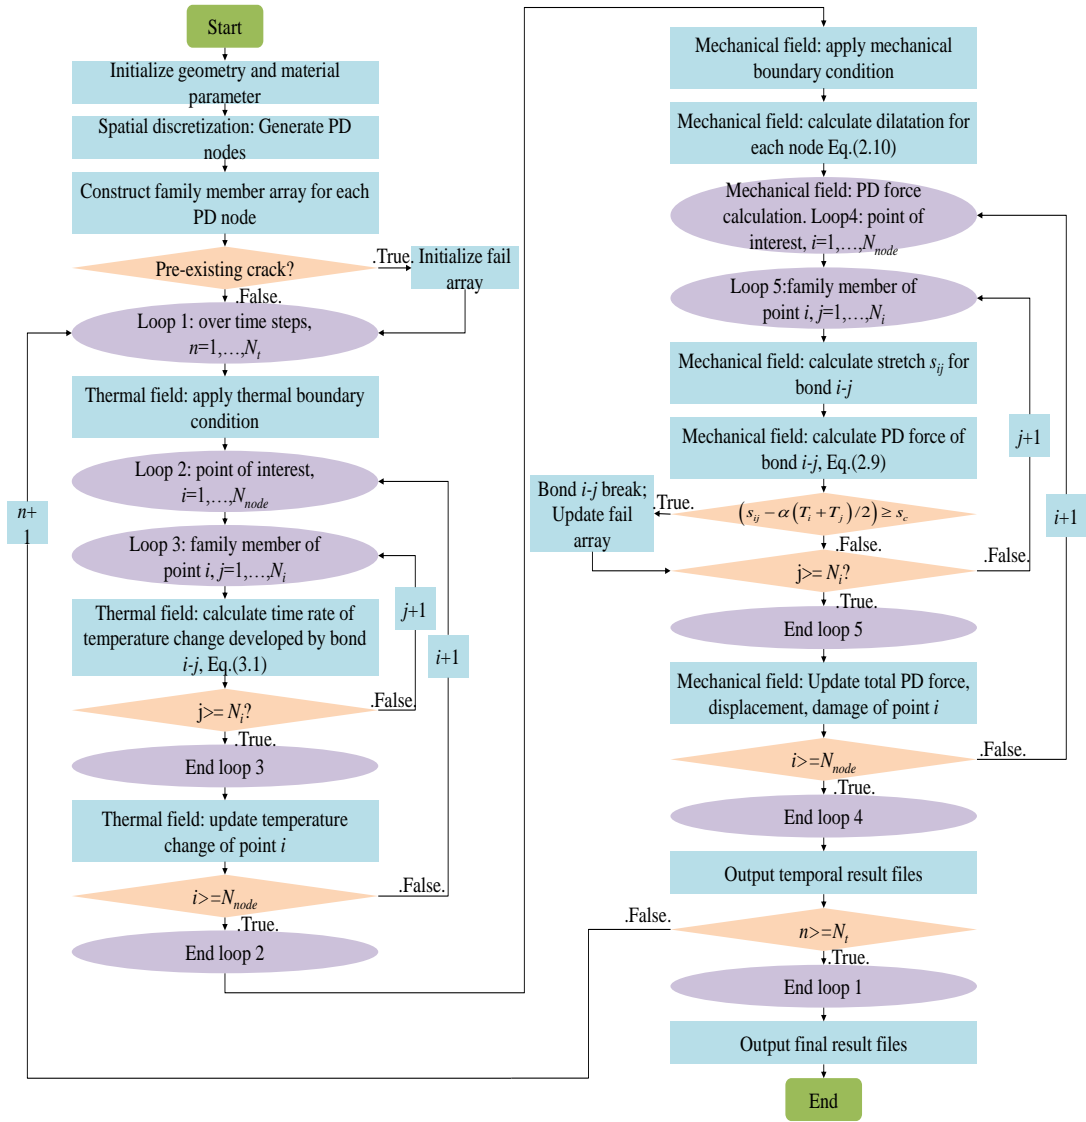 Start
Initialize geometry and material
parameter
Spatial discretization: Generate PD
nodes
Construct family member array for each
PD node
Pre-existing crack?
.True.
Initialize fail
array
.False.
Loop 1: over time steps,
n=1,…,Nt
Thermal field: apply thermal boundary
condition
Loop 2: point of interest,
i=1,…,Nnode
Loop 3: family member of
point i, j=1,…,Ni
Thermal field: calculate time rate of
temperature change developed by bond
i-j, Eq.(3.1)
j>= Ni?
.False.
j+1
.True.
End loop 3
Thermal field: update temperature
change of point i
i>=Nnode
.False.
i+1
.True.
End loop 2
n+
1
Mechanical field: apply mechanical
boundary condition
Mechanical field: calculate dilatation for
each node Eq.(2.10)
Mechanical field: PD force
calculation. Loop4: point of
interest, i=1,…,Nnode
Loop 5:family member of
point i, j=1,…,Ni
Mechanical field: calculate stretch sij for
bond i-j
Mechanical field: calculate PD force of
bond i-j, Eq.(2.9)
(sij − α(Ti + Tj)/2) ≥ sc
.True.
Bond i-j break;
Update fail
array
.False.
j>= Ni?
.False.
j+1
.True.
End loop 5
Mechanical field: Update total PD force,
displacement, damage of point i
i>=Nnode
.False.
i+1
.True.
End loop 4
Output temporal result files
n>=Nt
.False.
.True.
End loop 1
Output final result files
End